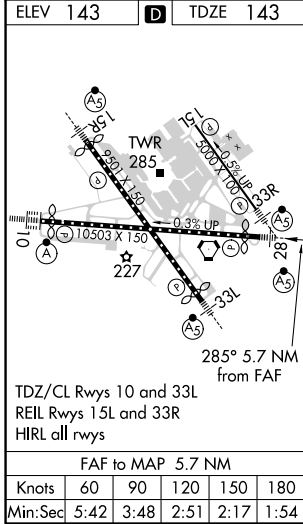 ELEV 143 D TDZE 143
A5
15R
TWR
285
15L
P
0.5% UP
5000 X 100
P
33R
A5
9501 X 150
P
0.3% UP
10
10503 X 150
P
A
P
28
A5
227
P
33L
A5
285° 5.7 NM
from FAF
TDZ/CL Rwys 10 and 33L
REIL Rwys 15L and 33R
HIRL all rwys
FAF to MAP 5.7 NM
Knots 60 90 120 150 180
Min:Sec 5:42 3:48 2:51 2:17 1:54